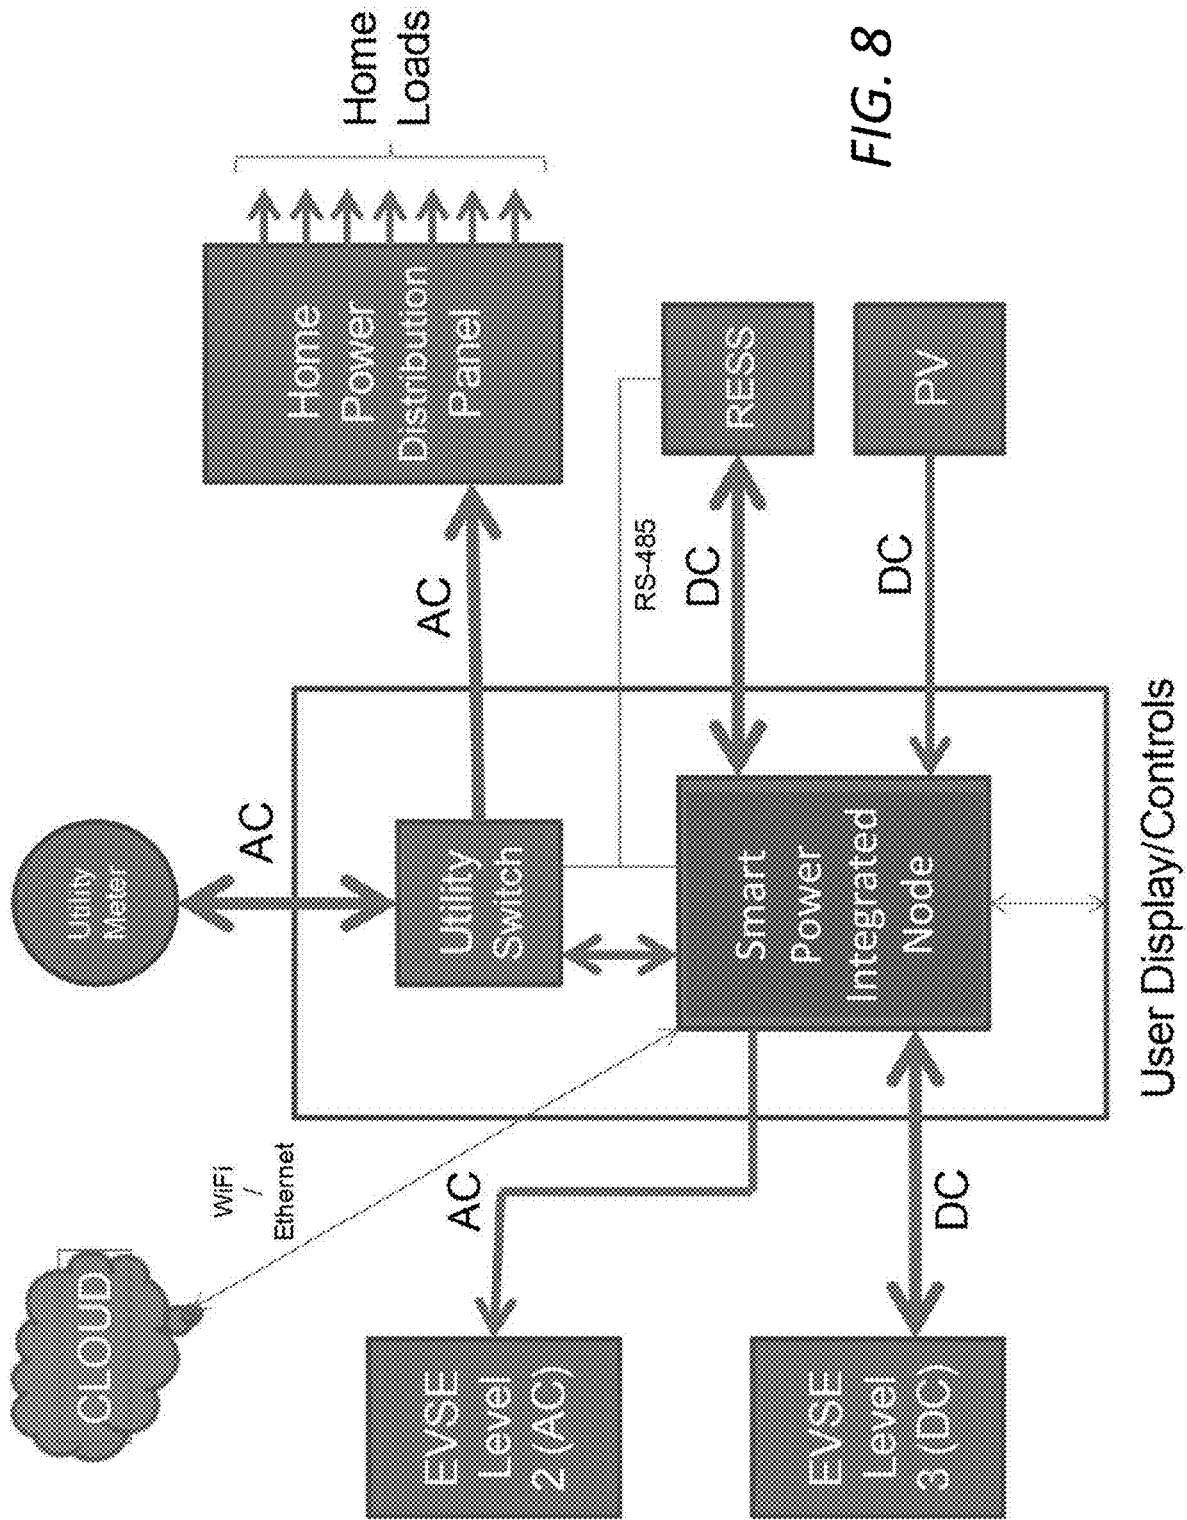 CLOUD
WiFi
/
Ethernet
Utility
Meter
AC
Utility
Switch
AC
Home
Power
Distribution
Panel
Home
Loads
EVSE
Level
2 (AC)
AC
Smart
Power
Integrated
Node
RS-485
DC
RESS
EVSE
Level
3 (DC)
DC
DC
PV
User Display/Controls
FIG. 8